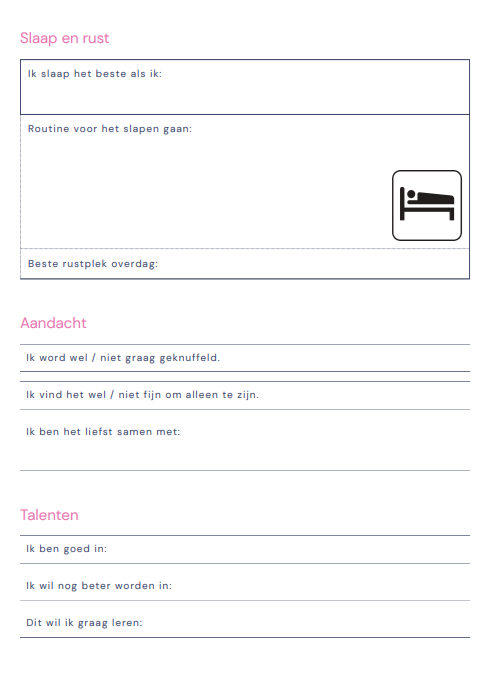 Slaap en rust
Ik slaap het beste als ik:
Routine voor het slapen gaan:
Beste rustplek overdag:
Aandacht
Ik word wel / niet graag geknuffeld.
Ik vind het wel / niet fijn om alleen te zijn.
Ik ben het liefst samen met:
Talenten
Ik ben goed in:
Ik wil nog beter worden in:
Dit wil ik graag leren: